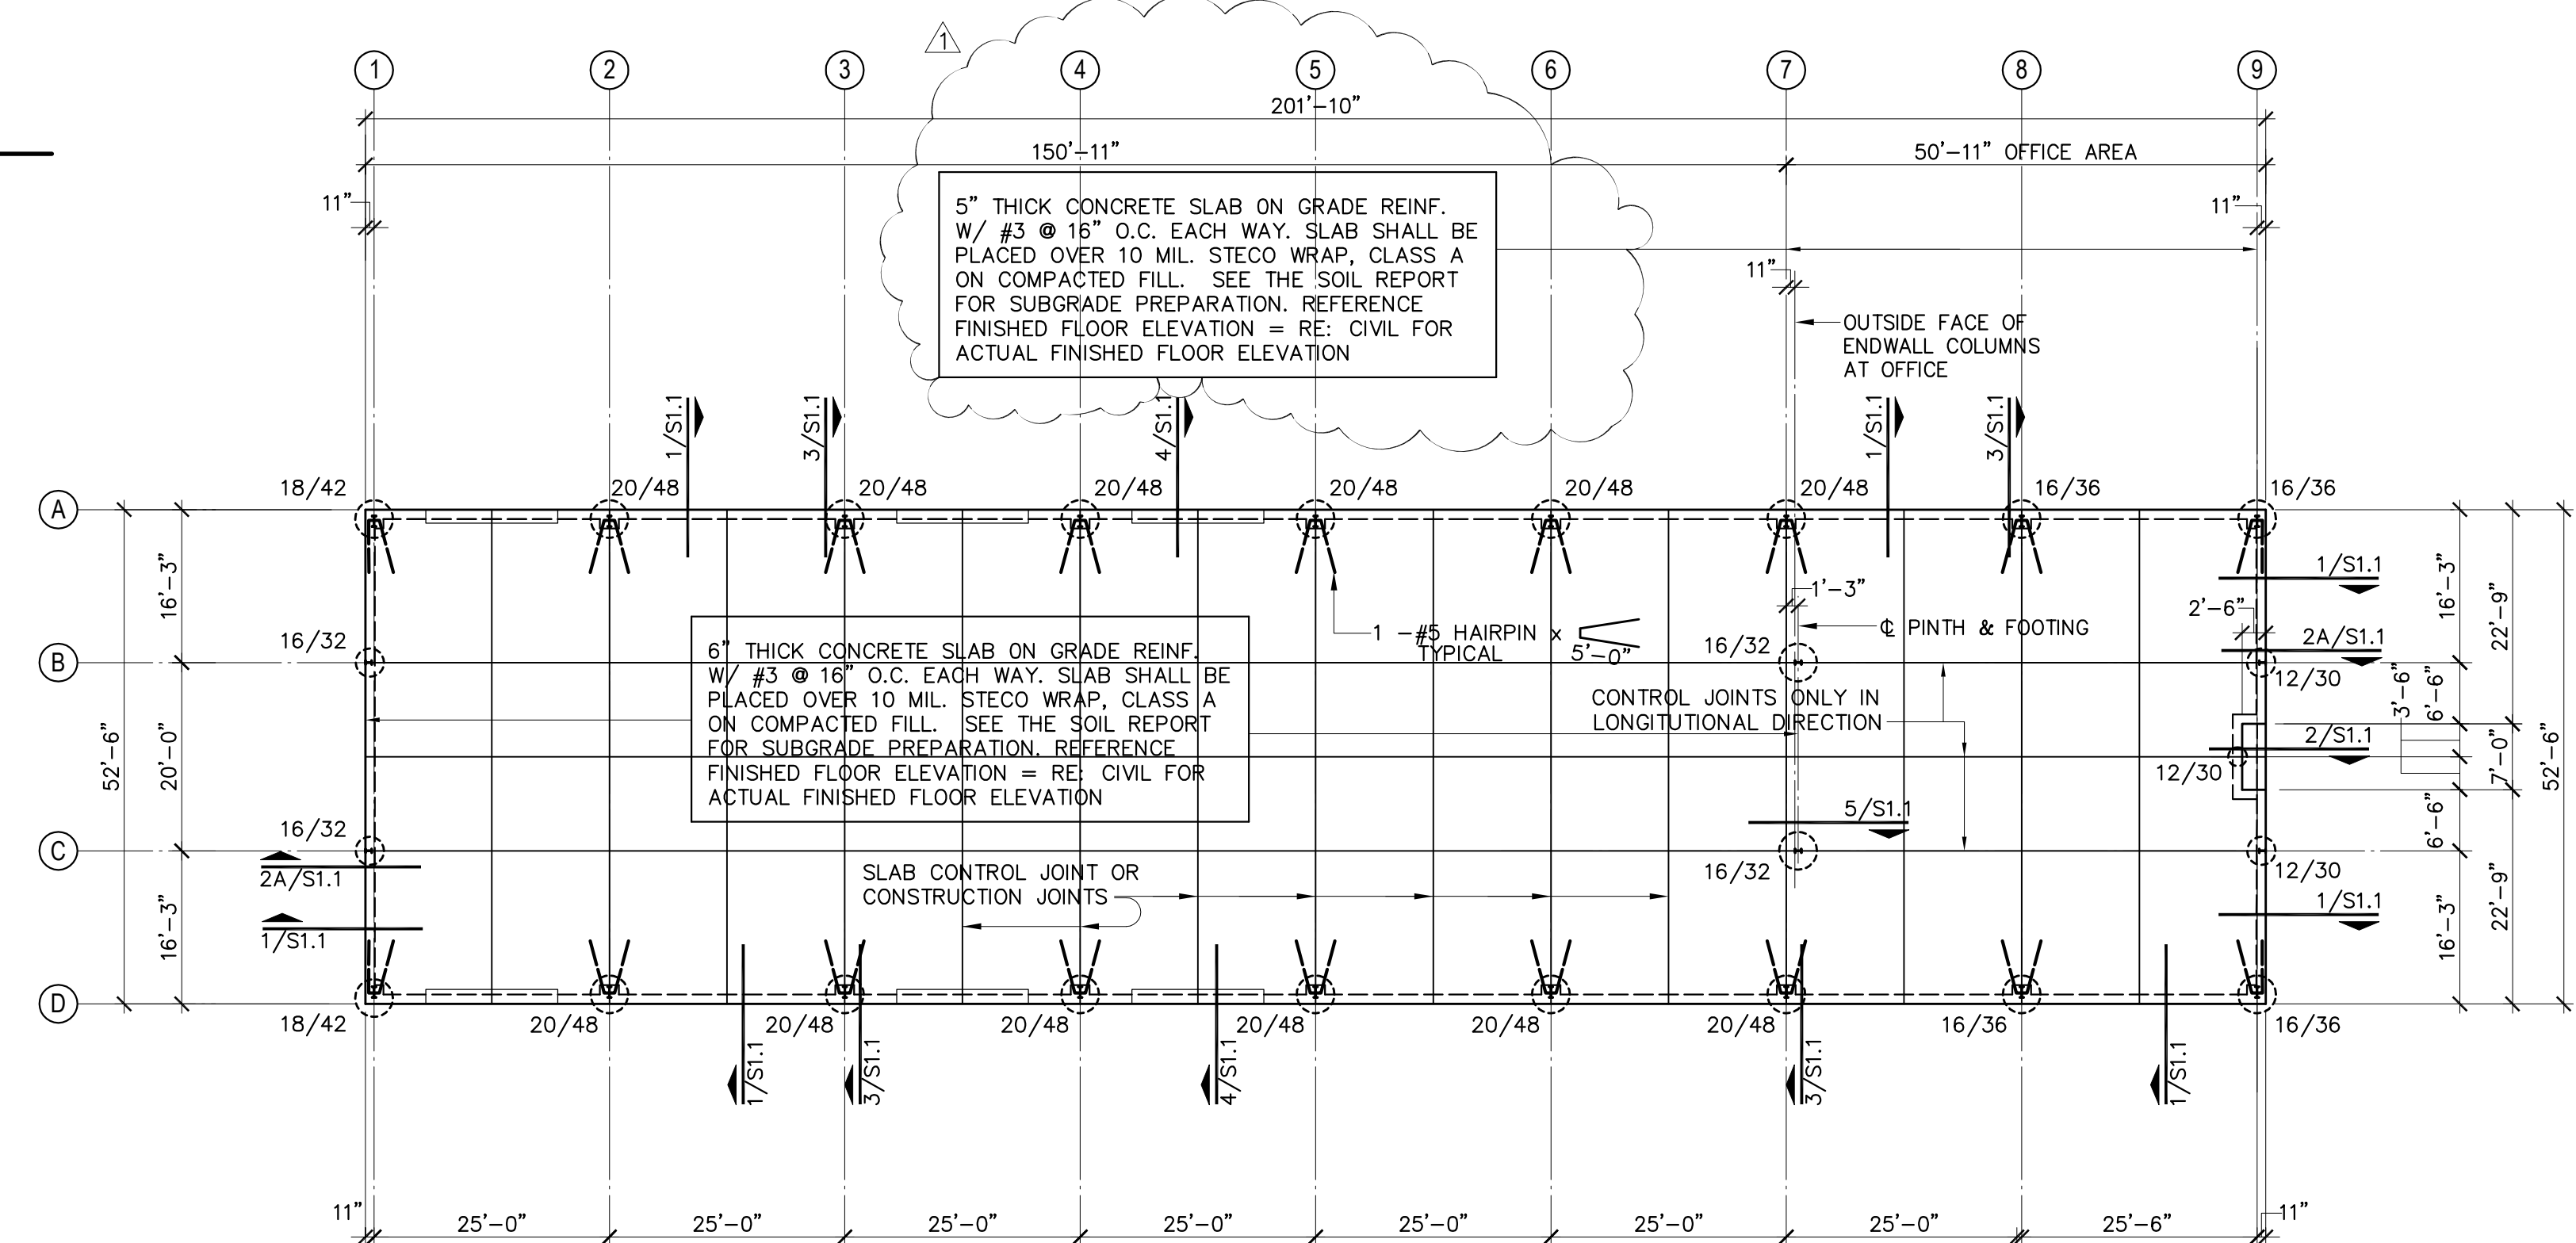 1
1
2
3
4
5
6
7
8
9
201'-10"
150'-11"
50'-11" OFFICE AREA
11"
11"
5" THICK CONCRETE SLAB ON GRADE REINF.
W/ #3 @ 16" O.C. EACH WAY. SLAB SHALL BE
PLACED OVER 10 MIL. STECO WRAP, CLASS A
ON COMPACTED FILL. SEE THE SOIL REPORT
FOR SUBGRADE PREPARATION. REFERENCE
FINISHED FLOOR ELEVATION = RE: CIVIL FOR
ACTUAL FINISHED FLOOR ELEVATION
11"
OUTSIDE FACE OF
ENDWALL COLUMNS
AT OFFICE
1/S1.1
3/S1.1
4/S1.1
1/S1.1
3/S1.1
18/42
20/48
20/48
20/48
20/48
20/48
20/48
16/36
16/36
A
B
C
D
52'-6"
16'-3"
20'-0"
16'-3"
16/32
16/32
2A/S1.1
1/S1.1
6" THICK CONCRETE SLAB ON GRADE REINF.
W/ #3 @ 16" O.C. EACH WAY. SLAB SHALL BE
PLACED OVER 10 MIL. STECO WRAP, CLASS A
ON COMPACTED FILL. SEE THE SOIL REPORT
FOR SUBGRADE PREPARATION. REFERENCE
FINISHED FLOOR ELEVATION = RE: CIVIL FOR
ACTUAL FINISHED FLOOR ELEVATION
1 -#5 HAIRPIN x
TYPICAL
5'-0"
1'-3"
℄ PINTH & FOOTING
16/32
CONTROL JOINTS ONLY IN
LONGITUTIONAL DIRECTION
5/S1.1
16/32
SLAB CONTROL JOINT OR
CONSTRUCTION JOINTS
1/S1.1
2'-6"
2A/S1.1
12/30
2/S1.1
12/30
12/30
1/S1.1
3'-6"
16'-3"
6'-6"
6'-6"
16'-3"
22'-9"
7'-0"
22'-9"
52'-6"
18/42
20/48
20/48
20/48
20/48
20/48
20/48
16/36
16/36
1/S1.1
3/S1.1
4/S1.1
3/S1.1
1/S1.1
11"
25'-0"
25'-0"
25'-0"
25'-0"
25'-0"
25'-0"
25'-0"
25'-6"
11"